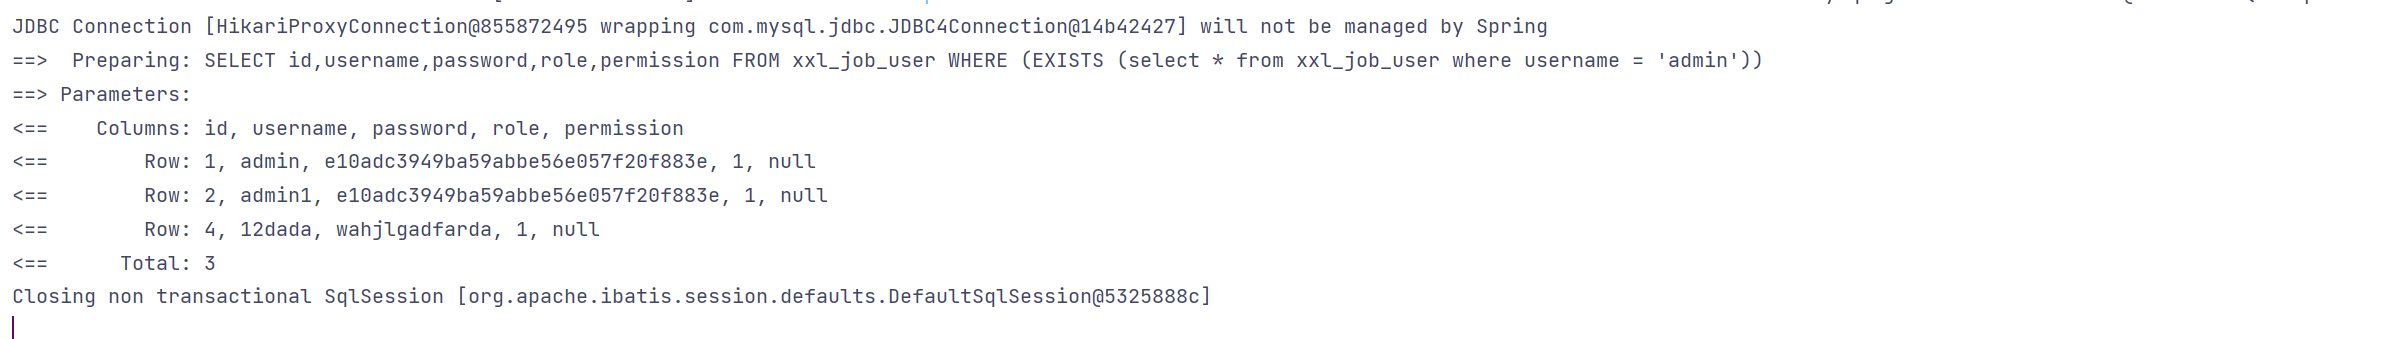 JDBC Connection [HikariProxyConnection@855872495 wrapping com.mysql.jdbc.JDBC4Connection@14b42427] will not be managed by Spring
==>  Preparing: SELECT id,username,password,role,permission FROM xxl_job_user WHERE (EXISTS (select * from xxl_job_user where username = 'admin'))
==> Parameters:
<==    Columns: id, username, password, role, permission
<==        Row: 1, admin, e10adc3949ba59abbe56e057f20f883e, 1, null
<==        Row: 2, admin1, e10adc3949ba59abbe56e057f20f883e, 1, null
<==        Row: 4, 12dada, wahjlgadfarda, 1, null
<==      Total: 3
Closing non transactional SqlSession [org.apache.ibatis.session.defaults.DefaultSqlSession@5325888c]